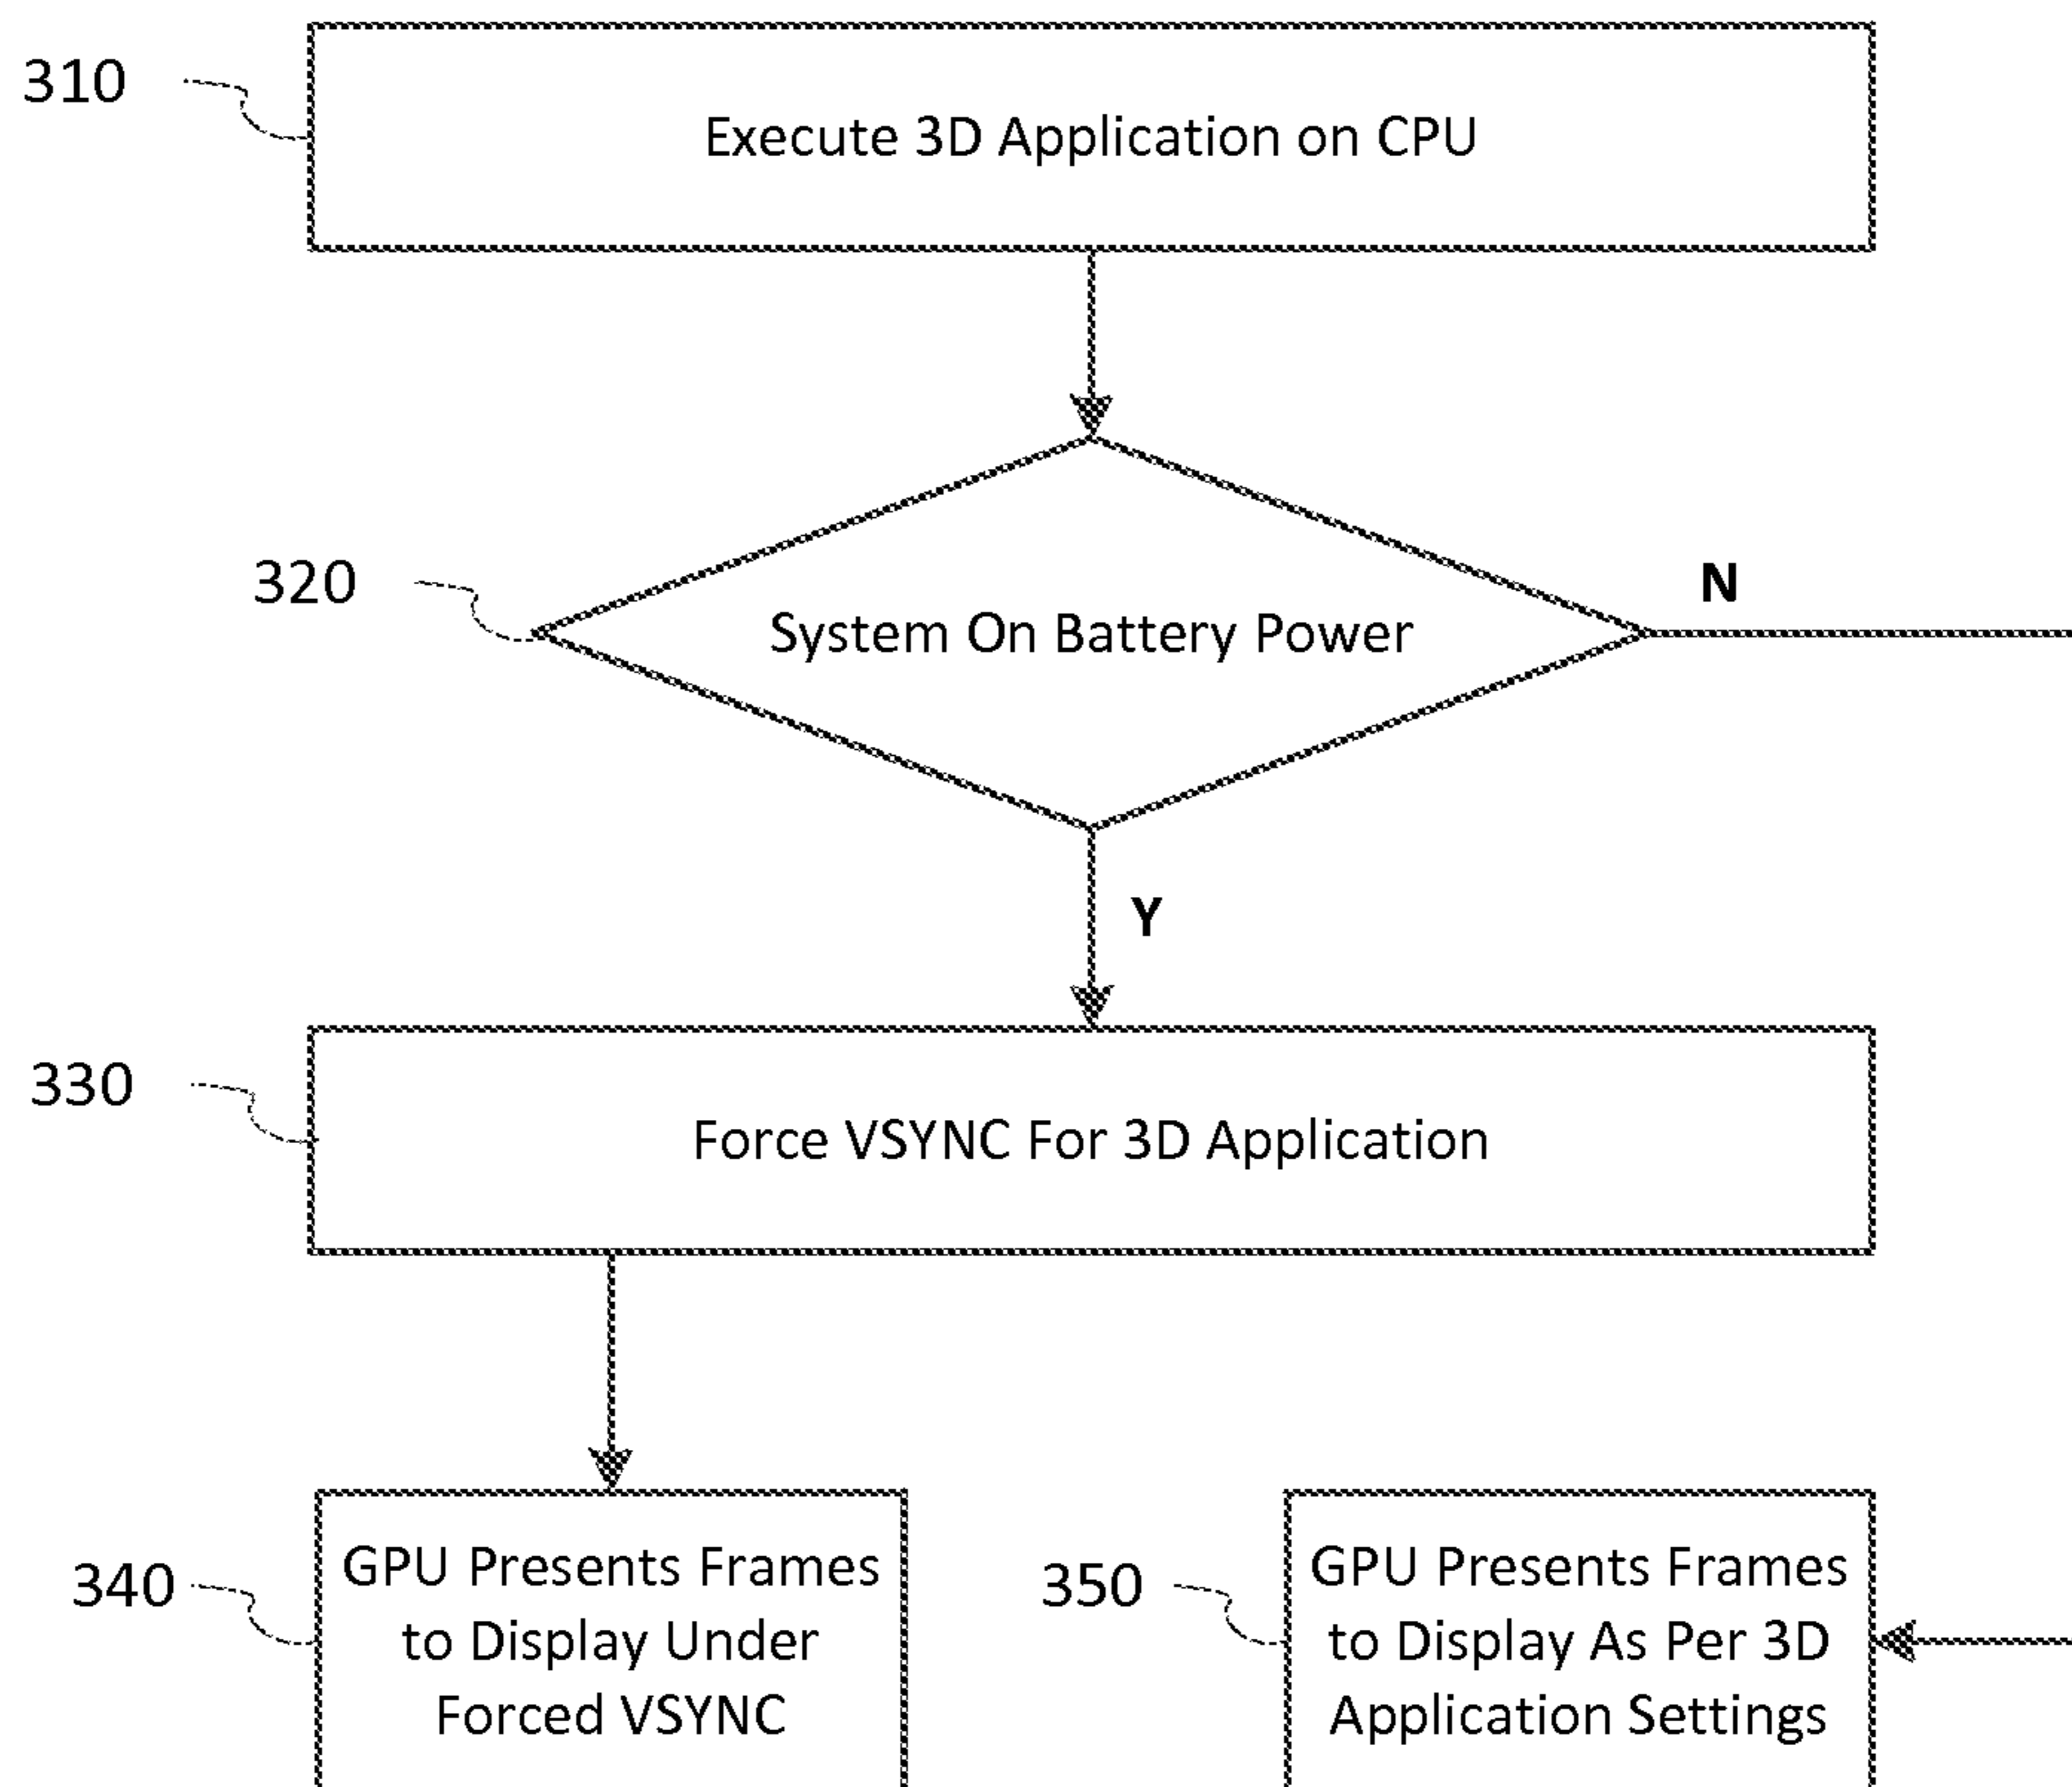 310
Execute 3D Application on CPU
320
System On Battery Power
N
Y
330
Force VSYNC For 3D Application
340
GPU Presents Frames
to Display Under
Forced VSYNC
350
GPU Presents Frames
to Display As Per 3D
Application Settings